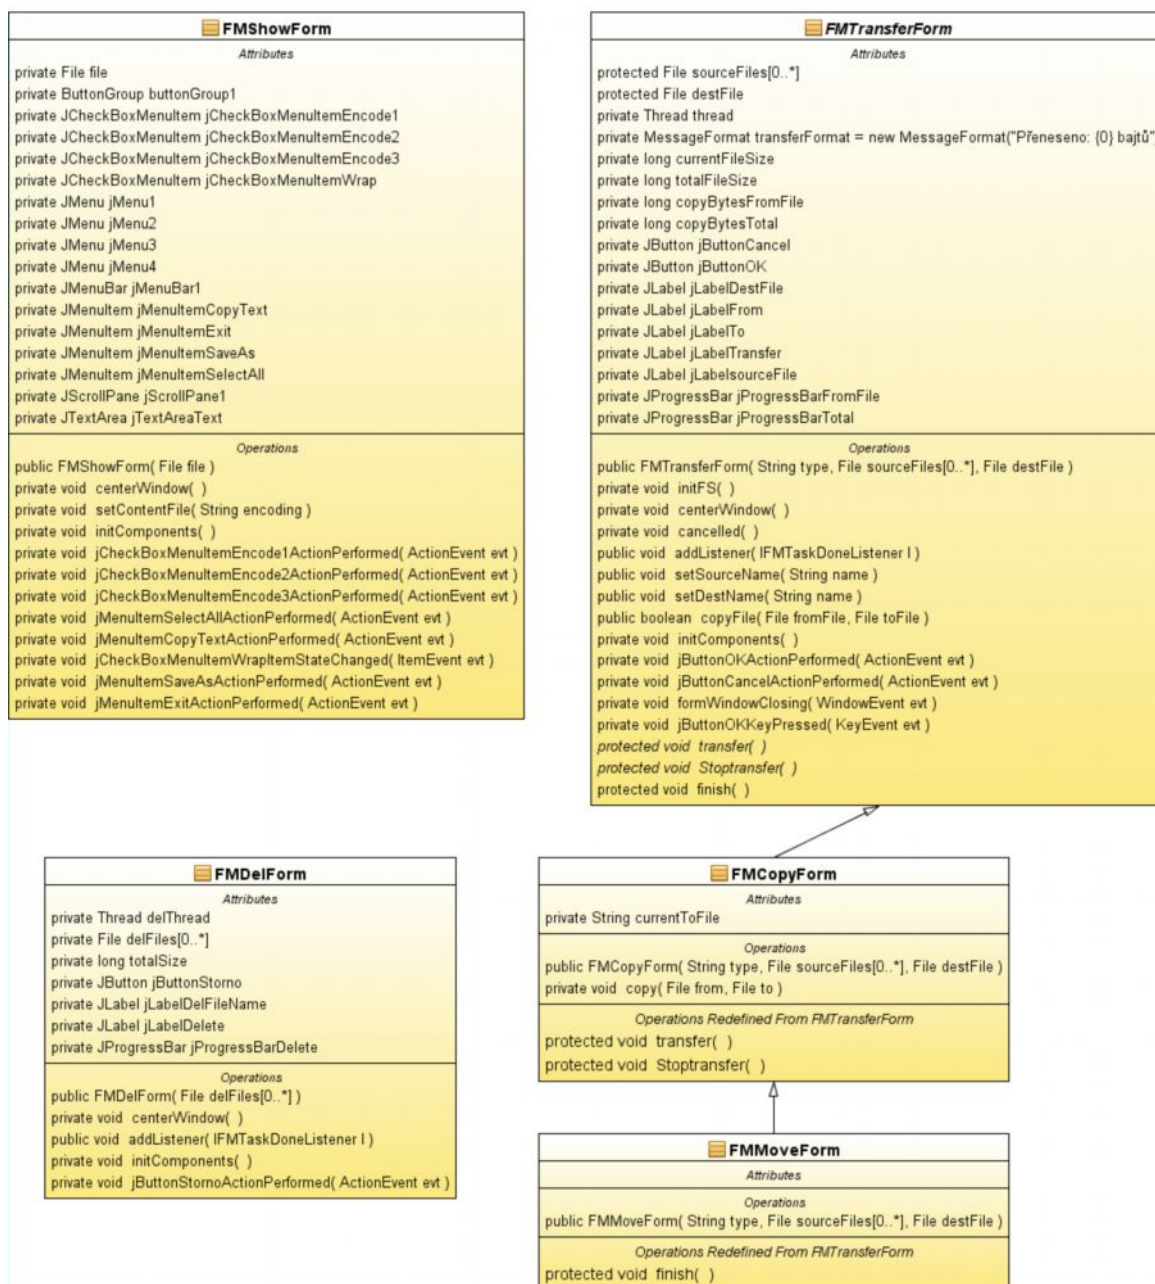 FMShowForm
Attributes
private File file
private ButtonGroup buttonGroup1
private JCheckBoxMenuItem jCheckBoxMenuItemEncode1
private JCheckBoxMenuItem jCheckBoxMenuItemEncode2
private JCheckBoxMenuItem jCheckBoxMenuItemEncode3
private JCheckBoxMenuItem jCheckBoxMenuItemWrap
private JMenu jMenu1
private JMenu jMenu2
private JMenu jMenu3
private JMenu jMenu4
private JMenuBar jMenuBar1
private JMenuItem jMenuItemCopyText
private JMenuItem jMenuItemExit
private JMenuItem jMenuItemSaveAs
private JMenuItem jMenuItemSelectAll
private JScrollPane jScrollPane1
private JTextArea jTextAreaText
Operations
public FMShowForm( File file )
private void centerWindow( )
private void setContentFile( String encoding )
private void initComponents( )
private void jCheckBoxMenuItemEncode1ActionPerformed( ActionEvent evt )
private void jCheckBoxMenuItemEncode2ActionPerformed( ActionEvent evt )
private void jCheckBoxMenuItemEncode3ActionPerformed( ActionEvent evt )
private void jMenuItemSelectAllActionPerformed( ActionEvent evt )
private void jMenuItemCopyTextActionPerformed( ActionEvent evt )
private void jCheckBoxMenuItemWrapItemStateChanged( ItemEvent evt )
private void jMenuItemSaveAsActionPerformed( ActionEvent evt )
private void jMenuItemExitActionPerformed( ActionEvent evt )
FMTransferForm
Attributes
protected File sourceFiles[0..*]
protected File destFile
private Thread thread
private MessageFormat transferFormat = new MessageFormat("Přeneseno: {0} bajtů"
private long currentFileSize
private long totalFileSize
private long copyBytesFromFile
private long copyBytesTotal
private JButton jButtonCancel
private JButton jButtonOK
private JLabel jLabelDestFile
private JLabel jLabelFrom
private JLabel jLabelTo
private JLabel jLabelTransfer
private JLabel jLabelsourceFile
private JProgressBar jProgressBarFromFile
private JProgressBar jProgressBarTotal
Operations
public FMTransferForm( String type, File sourceFiles[0..*], File destFile )
private void initFS( )
private void centerWindow( )
private void cancelled( )
public void addListener( IFMTaskDoneListener l )
public void setSourceName( String name )
public void setDestName( String name )
public boolean copyFile( File fromFile, File toFile )
private void initComponents( )
private void jButtonOKActionPerformed( ActionEvent evt )
private void jButtonCancelActionPerformed( ActionEvent evt )
private void formWindowClosing( WindowEvent evt )
private void jButtonOKKeyPressed( KeyEvent evt )
protected void transfer( )
protected void Stoptransfer( )
protected void finish( )
FMDelForm
Attributes
private Thread delThread
private File delFiles[0..*]
private long totalSize
private JButton jButtonStorno
private JLabel jLabelDelFileName
private JLabel jLabelDelete
private JProgressBar jProgressBarDelete
Operations
public FMDelForm( File delFiles[0..*] )
private void centerWindow( )
public void addListener( IFMTaskDoneListener l )
private void initComponents( )
private void jButtonStornoActionPerformed( ActionEvent evt )
FMCopyForm
Attributes
private String currentToFile
Operations
public FMCopyForm( String type, File sourceFiles[0..*], File destFile )
private void copy( File from, File to )
Operations Redefined From FMTransferForm
protected void transfer( )
protected void Stoptransfer( )
FMMoveForm
Attributes
Operations
public FMMoveForm( String type, File sourceFiles[0..*], File destFile )
Operations Redefined From FMTransferForm
protected void finish( )